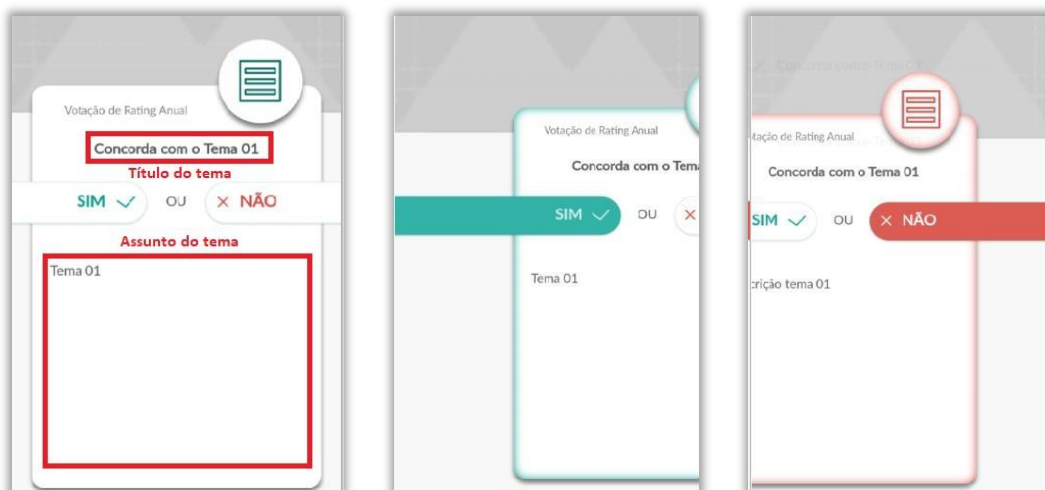 Votação de Rating Anual
Concorda com o Tema 01
Título do tema
SIM OU NÃO
Assunto do tema
Tema 01
Votação de Rating Anual
Concorda com o Tema
SIM OU
Tema 01
tação de Rating Anual
Concorda com o Tema 01
SIM OU NÃO
crição tema 01